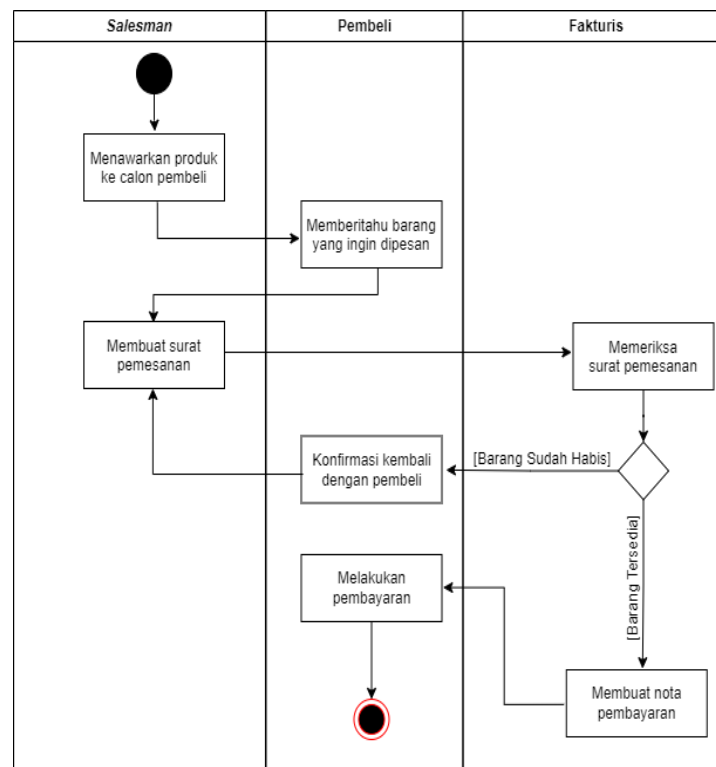 Salesman
Pembeli
Fakturis
Menawarkan produk
ke calon pembeli
Memberitahu barang
yang ingin dipesan
Membuat surat
pemesanan
Memeriksa
surat pemesanan
[Barang Sudah Habis]
Konfirmasi kembali
dengan pembeli
[Barang Tersedia]
Melakukan
pembayaran
Membuat nota
pembayaran